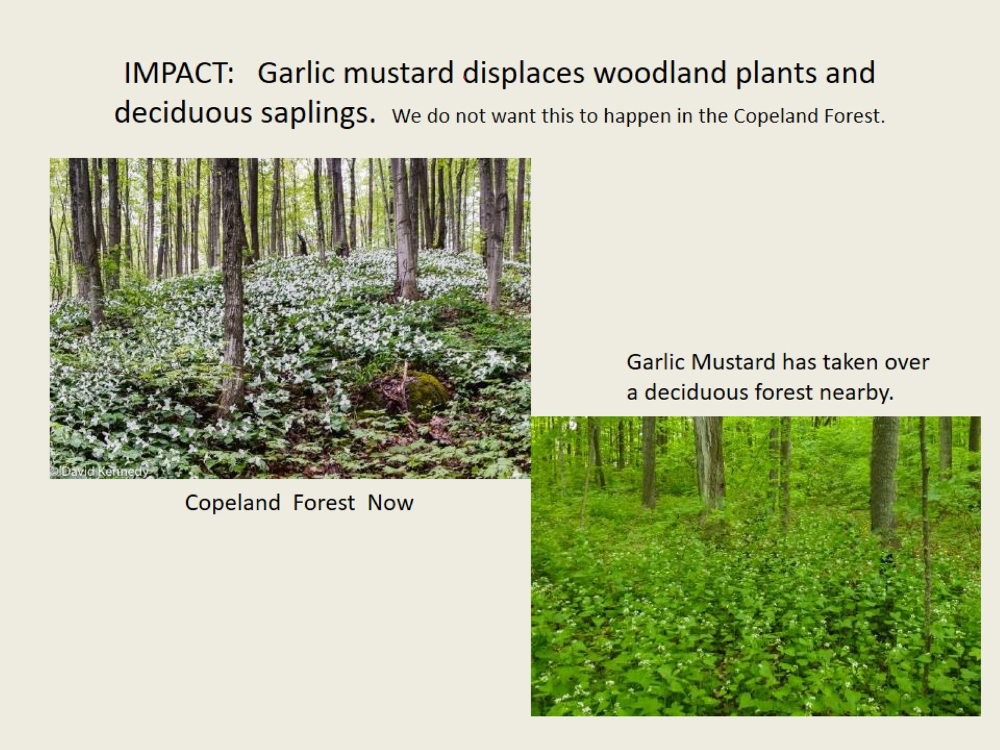 IMPACT: Garlic mustard displaces woodland plants and
deciduous saplings. We do not want this to happen in the Copeland Forest.
Garlic Mustard has taken over
a deciduous forest nearby.
© David Kennedy
Copeland Forest Now